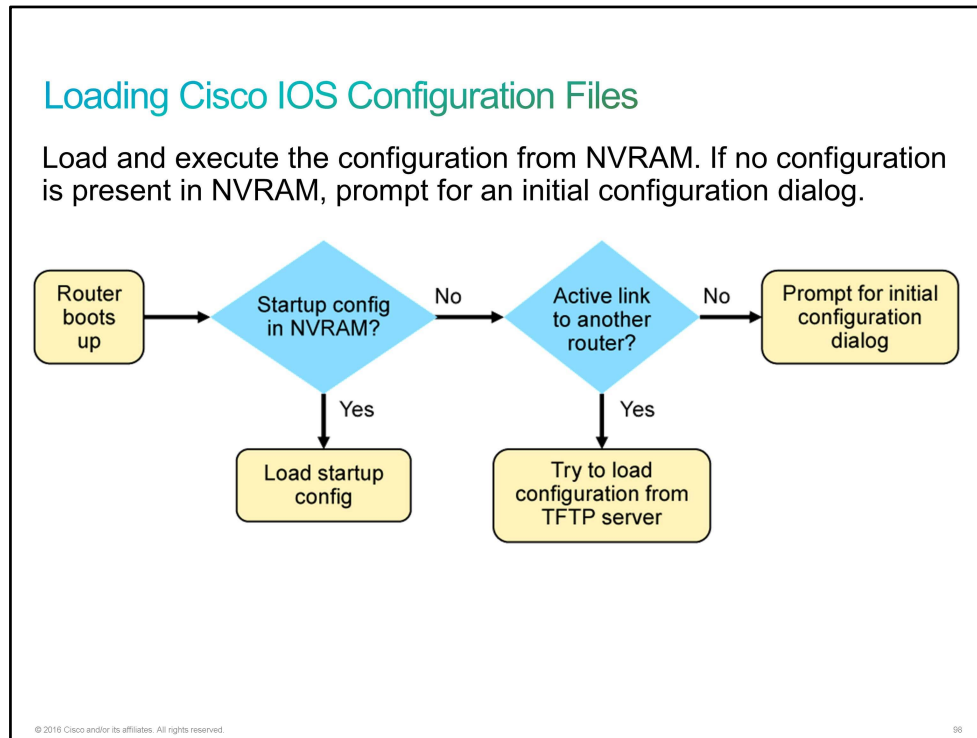 Loading Cisco IOS Configuration Files
Load and execute the configuration from NVRAM. If no configuration
is present in NVRAM, prompt for an initial configuration dialog.
Router
boots
up
Startup config
in NVRAM?
No
Active link
to another
router?
No
Prompt for initial
configuration
dialog
Yes
Yes
Load startup
config
Try to load
configuration from
TFTP server
© 2016 Cisco and/or its affiliates. All rights reserved.
98